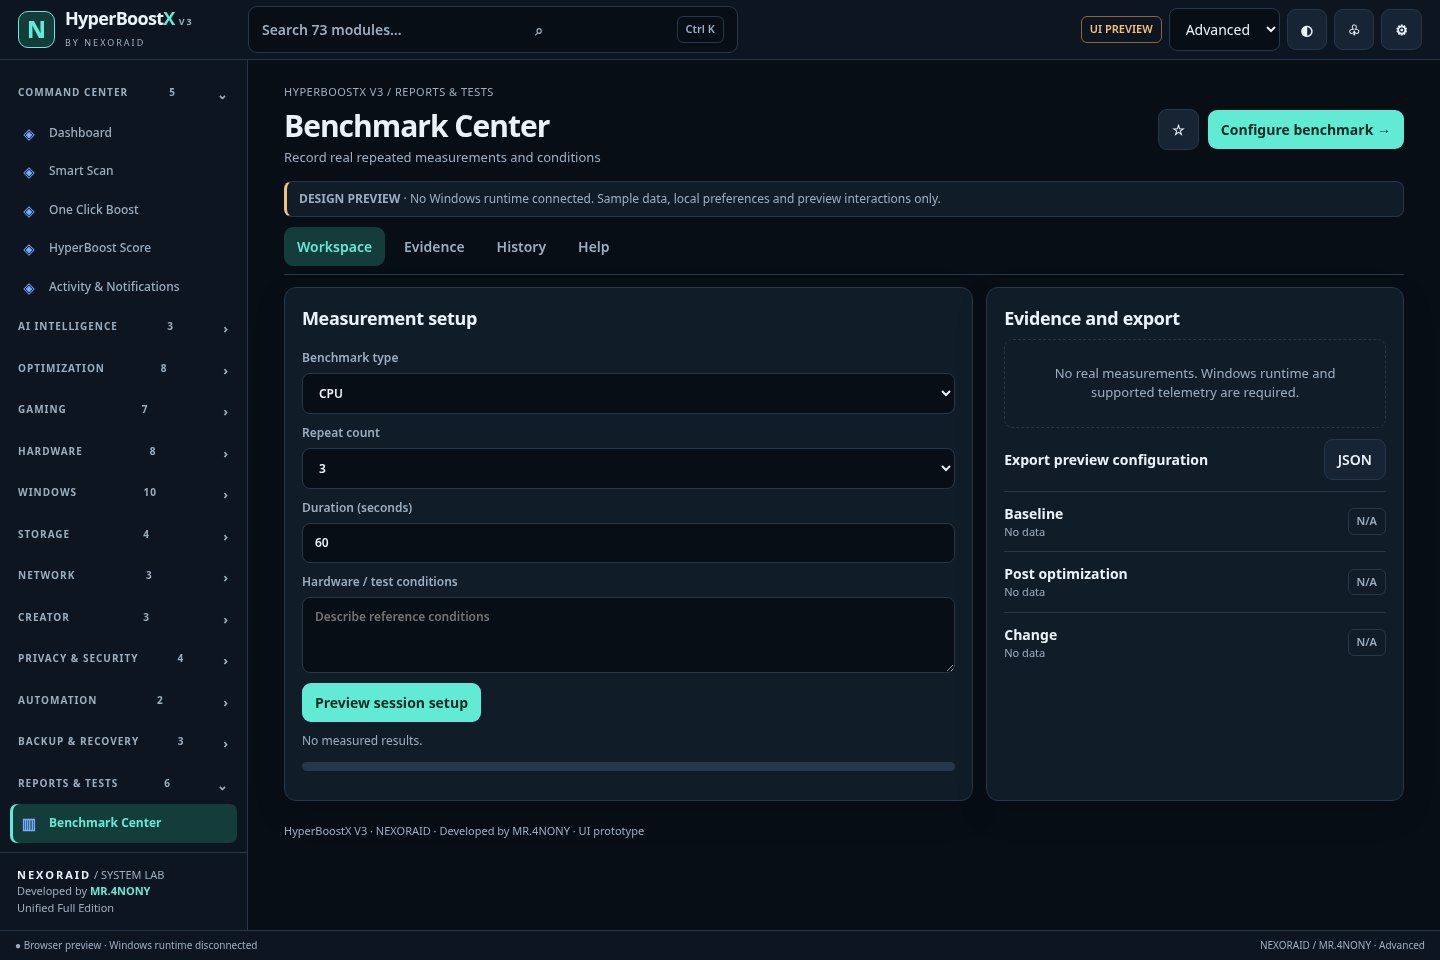 N
HyperBoostX V3
BY NEXORAID
Search 73 modules...
Ctrl K
UI PREVIEW
Advanced
COMMAND CENTER 5
Dashboard
Smart Scan
One Click Boost
HyperBoost Score
Activity & Notifications
AI INTELLIGENCE 3
OPTIMIZATION 8
GAMING 7
HARDWARE 8
WINDOWS 10
STORAGE 4
NETWORK 3
CREATOR 3
PRIVACY & SECURITY 4
AUTOMATION 2
BACKUP & RECOVERY 3
REPORTS & TESTS 6
Benchmark Center
NEXORAID / SYSTEM LAB
Developed by MR.4NONY
Unified Full Edition
HYPERBOOSTX V3 / REPORTS & TESTS
Benchmark Center
Record real repeated measurements and conditions
☆
Configure benchmark →
DESIGN PREVIEW · No Windows runtime connected. Sample data, local preferences and preview interactions only.
Workspace
Evidence
History
Help
Measurement setup
Benchmark type
CPU
Repeat count
3
Duration (seconds)
60
Hardware / test conditions
Describe reference conditions
Preview session setup
No measured results.
Evidence and export
No real measurements. Windows runtime and
supported telemetry are required.
Export preview configuration
JSON
Baseline
No data
N/A
Post optimization
No data
N/A
Change
No data
N/A
HyperBoostX V3 · NEXORAID · Developed by MR.4NONY · UI prototype
● Browser preview · Windows runtime disconnected
NEXORAID / MR.4NONY · Advanced